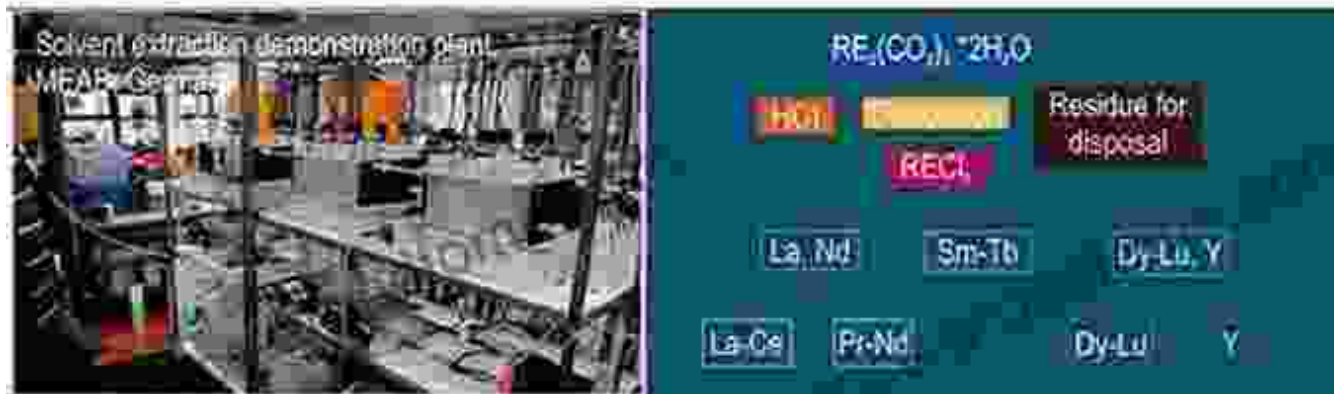 Solvent extraction demonstration plant,
MEAB, Germany
RE₂(CO₃)₃ *2H₂O
HCl
Residue for
disposal
RECl₃
La, Nd
Sm-Tb
Dy-Lu, Y
La-Ce
Pr-Nd
Dy-Lu
Y